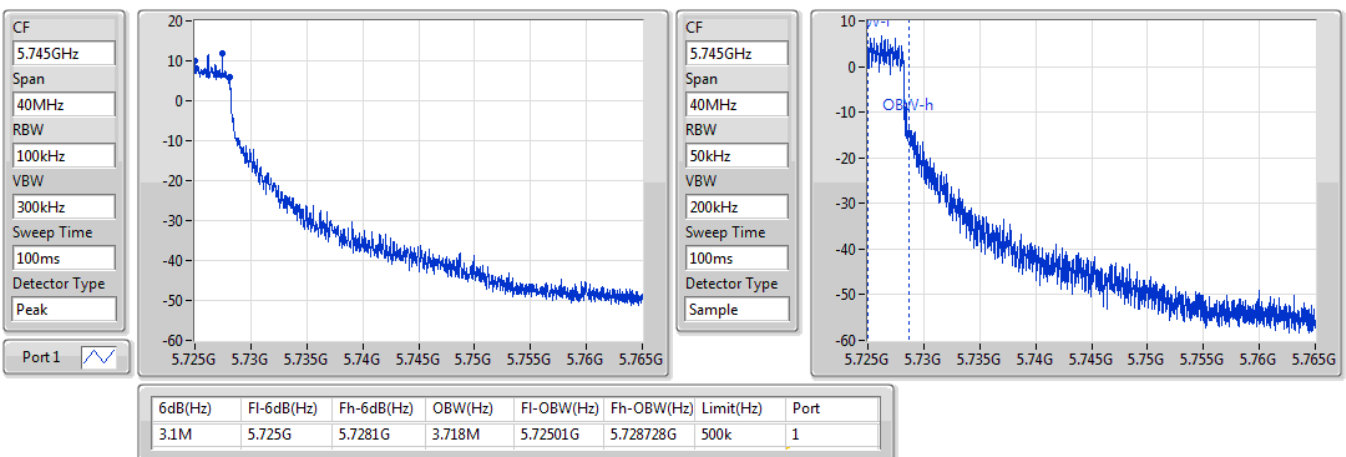 CF
5.745GHz
Span
40MHz
RBW
100kHz
VBW
300kHz
Sweep Time
100ms
Detector Type
Peak
Port 1
20
10
0
-10
-20
-30
-40
-50
-60
5.725G 5.73G 5.735G 5.74G 5.745G 5.75G 5.755G 5.76G 5.765G
CF
5.745GHz
Span
40MHz
RBW
50kHz
VBW
200kHz
Sweep Time
100ms
Detector Type
Sample
10
0
-10
-20
-30
-40
-50
-60
OBW-h
5.725G 5.73G 5.735G 5.74G 5.745G 5.75G 5.755G 5.76G 5.765G
6dB(Hz) Fl-6dB(Hz) Fh-6dB(Hz) OBW(Hz) Fl-OBW(Hz) Fh-OBW(Hz) Limit(Hz) Port
3.1M 5.725G 5.7281G 3.718M 5.72501G 5.728728G 500k 1